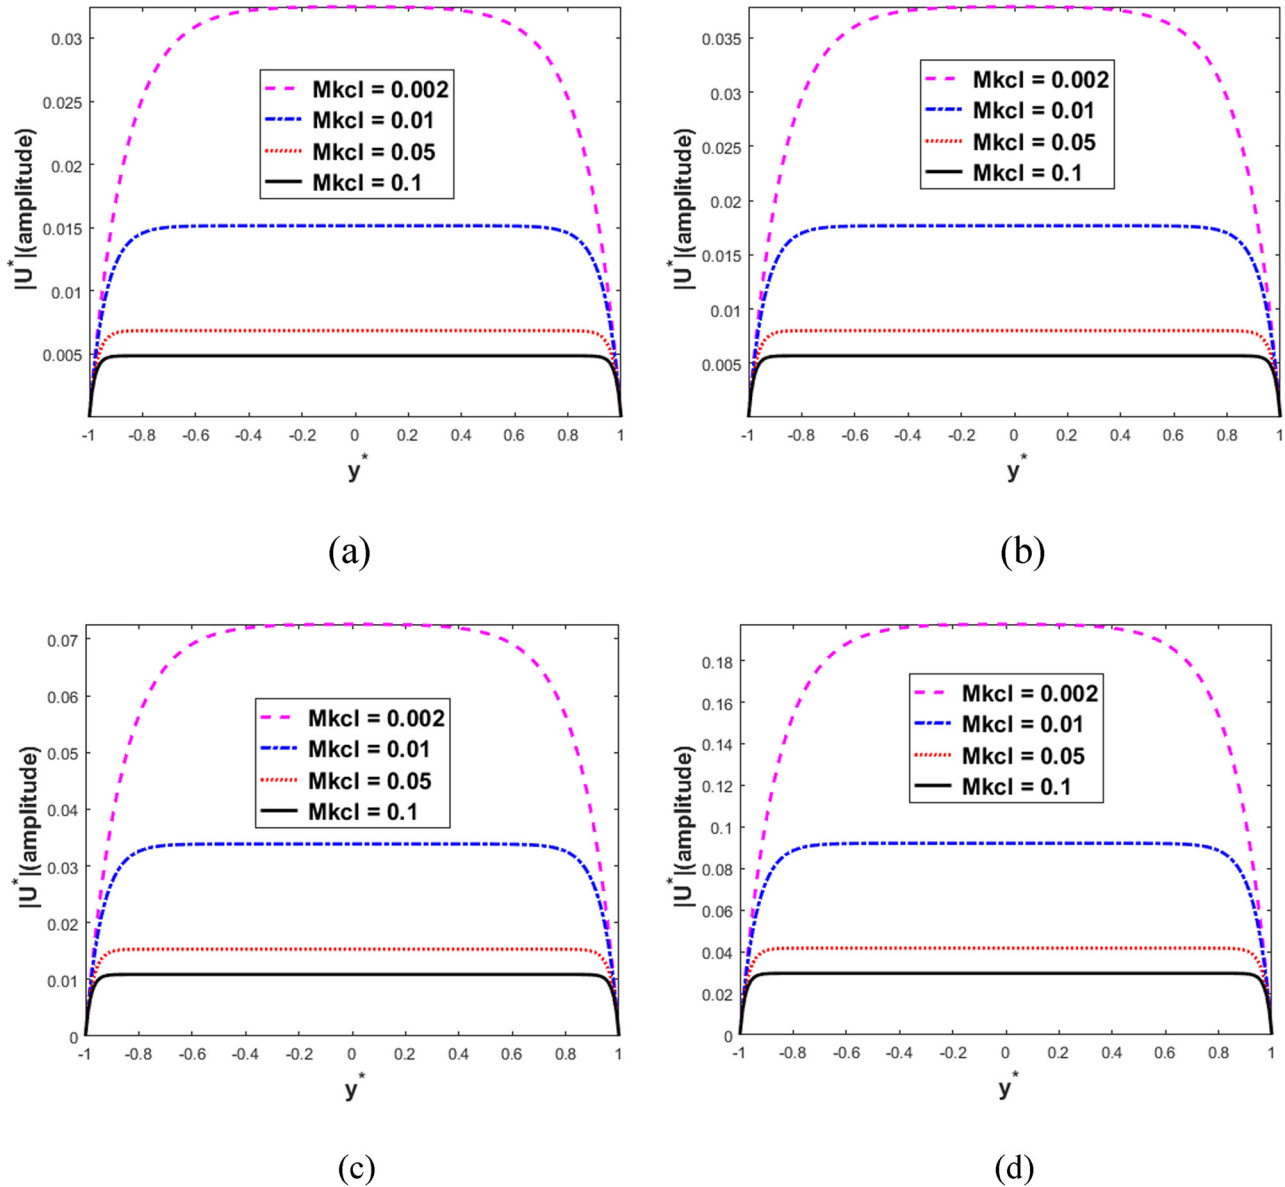 0.03
0.025
0.02
0.015
0.01
0.005
|U*|(amplitude)
Mkcl = 0.002
Mkcl = 0.01
Mkcl = 0.05
Mkcl = 0.1
-1 -0.8 -0.6 -0.4 -0.2 0 0.2 0.4 0.6 0.8 1
y*
(a)
0.035
0.03
0.025
0.02
0.015
0.01
0.005
|U*|(amplitude)
Mkcl = 0.002
Mkcl = 0.01
Mkcl = 0.05
Mkcl = 0.1
-1 -0.8 -0.6 -0.4 -0.2 0 0.2 0.4 0.6 0.8 1
y*
(b)
0.07
0.06
0.05
0.04
0.03
0.02
0.01
0
|U*|(amplitude)
Mkcl = 0.002
Mkcl = 0.01
Mkcl = 0.05
Mkcl = 0.1
-1 -0.8 -0.6 -0.4 -0.2 0 0.2 0.4 0.6 0.8 1
y*
(c)
0.18
0.16
0.14
0.12
0.1
0.08
0.06
0.04
0.02
0
|U*|(amplitude)
Mkcl = 0.002
Mkcl = 0.01
Mkcl = 0.05
Mkcl = 0.1
-1 -0.8 -0.6 -0.4 -0.2 0 0.2 0.4 0.6 0.8 1
y*
(d)